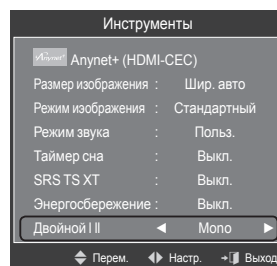 Инструменты
Anynet+ Anynet+ (HDMI-CEC)
Размер изображения : Шир. авто
Режим изображения : Стандартный
Режим звука : Польз.
Таймер сна : Выкл.
SRS TS XT : Выкл.
Энергосбережение : Выкл.
Двойной I II ◄ Mono ►
Перем. Настр. Выход